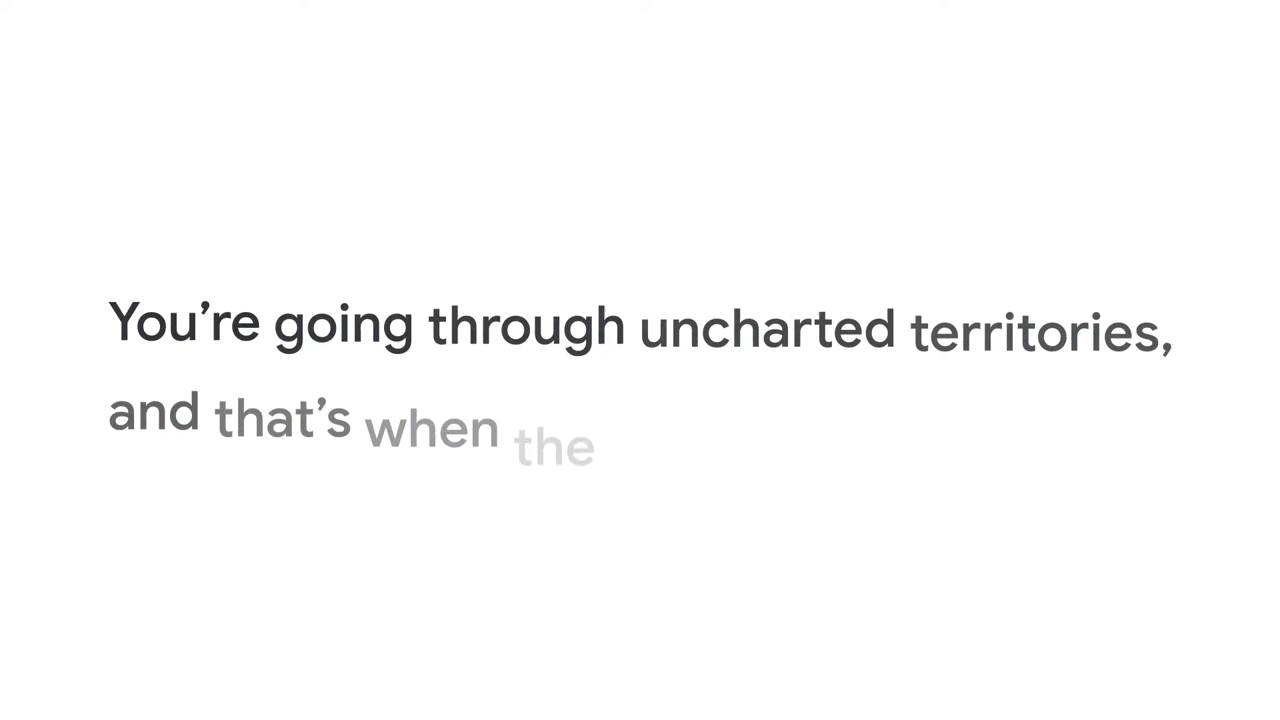 You’re going through uncharted territories,
and that’s when the